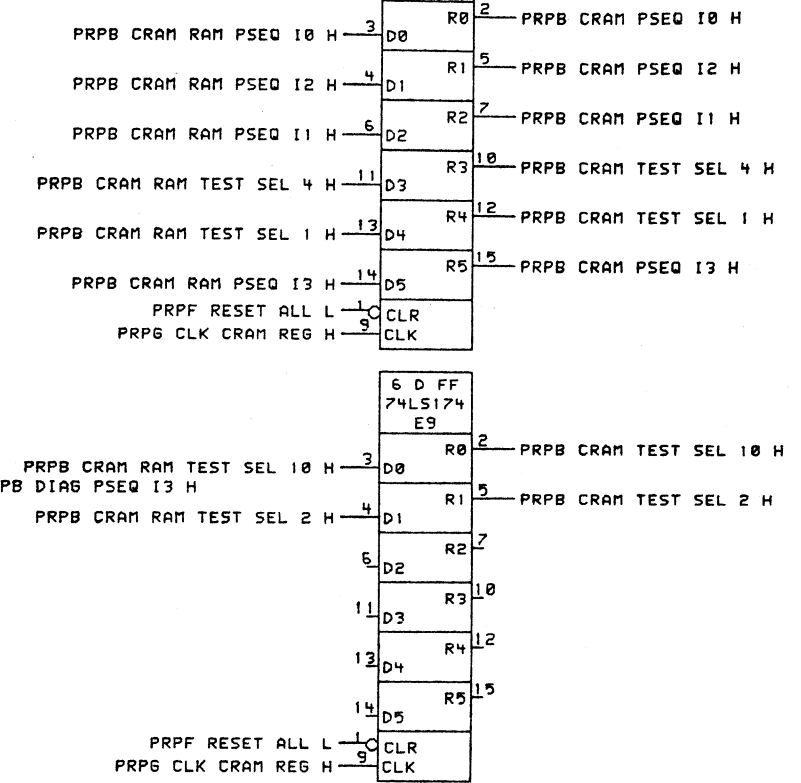 R0 2 PRPB CRAM PSEQ I0 H
PRPB CRAM RAM PSEQ I0 H 3 D0
R1 5 PRPB CRAM PSEQ I2 H
PRPB CRAM RAM PSEQ I2 H 4 D1
R2 7 PRPB CRAM PSEQ I1 H
PRPB CRAM RAM PSEQ I1 H 6 D2
R3 10 PRPB CRAM TEST SEL 4 H
PRPB CRAM RAM TEST SEL 4 H 11 D3
R4 12 PRPB CRAM TEST SEL 1 H
PRPB CRAM RAM TEST SEL 1 H 13 D4
R5 15 PRPB CRAM PSEQ I3 H
PRPB CRAM RAM PSEQ I3 H 14 D5
PRPF RESET ALL L 1 CLR
PRPG CLK CRAM REG H 9 CLK
6 D FF
74LS174
E9
R0 2 PRPB CRAM TEST SEL 10 H
PRPB CRAM RAM TEST SEL 10 H 3 D0
PB DIAG PSEQ I3 H
R1 5 PRPB CRAM TEST SEL 2 H
PRPB CRAM RAM TEST SEL 2 H 4 D1
R2 7
6 D2
R3 10
11 D3
R4 12
13 D4
R5 15
14 D5
PRPF RESET ALL L 1 CLR
PRPG CLK CRAM REG H 9 CLK